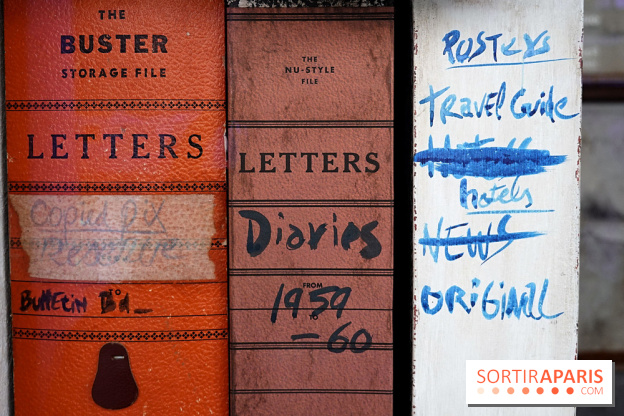 THE
BUSTER
STORAGE FILE
LETTERS
BULLETIN
THE
NU-STYLE
FILE
LETTERS
Diaries
FROM
1959
— 60
POSTERS
TRAVEL GUIDE
hotels
NEWS
ORIGINAL
SORTIRAPARIS
.COM